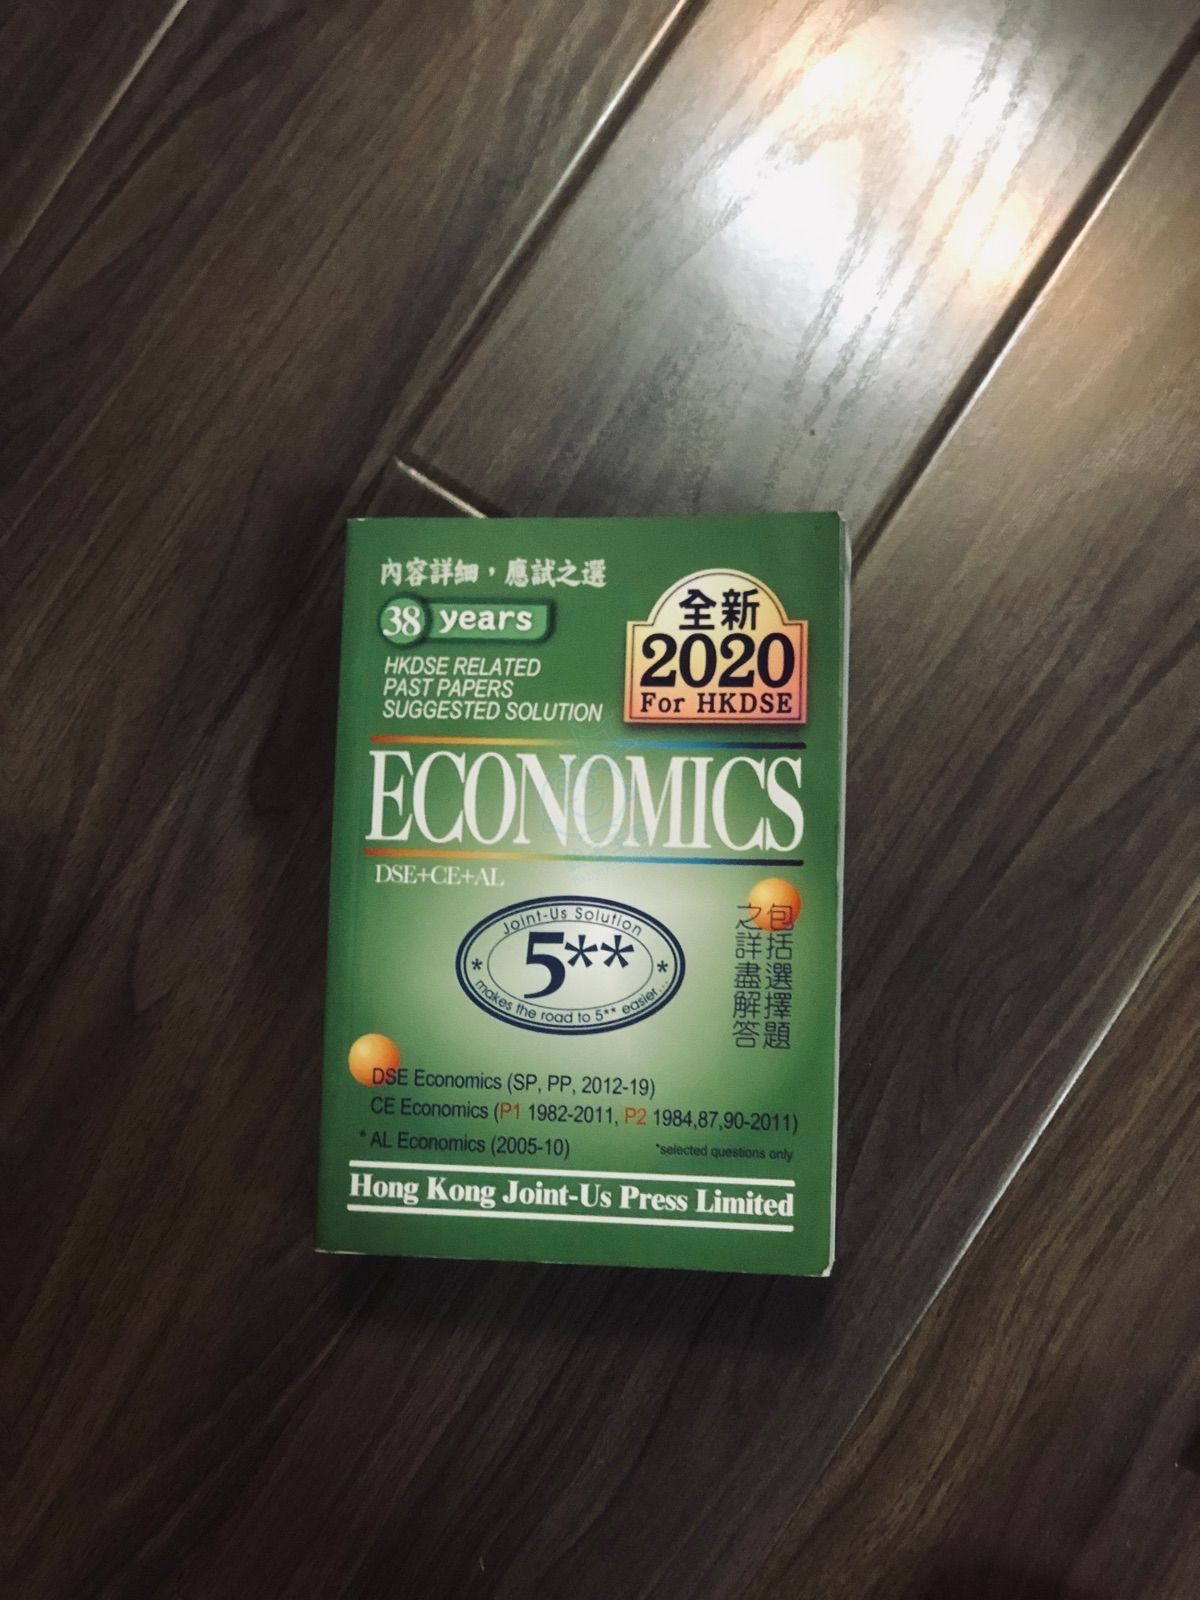 內容詳細，應試之選
38 years
HKDSE RELATED
PAST PAPERS
SUGGESTED SOLUTION
全新
2020
For HKDSE
ECONOMICS
DSE+CE+AL
Joint-Us Solution
* 5** *
makes the road to 5** easier...
包括選擇題
之詳盡解答
DSE Economics (SP, PP, 2012-19)
CE Economics (P1 1982-2011, P2 1984,87,90-2011)
* AL Economics (2005-10)
*selected questions only
Hong Kong Joint-Us Press Limited